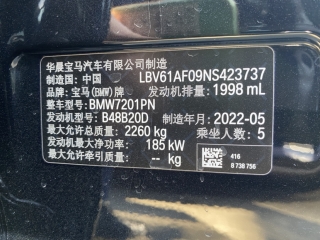 华晨宝马汽车有限公司制造
制造国: 中国 LBV61AF09NS423737
品牌: 宝马(BMW)牌 发动机排量: 1998 mL
整车型号: BMW7201PN
发动机型号: B48B20D 制造年月: 2022-05
最大允许总质量: 2260 kg 乘坐人数: 5
发动机最大净功率: 185 kW
最大允许牵引质量: -- kg
416
8 738 755